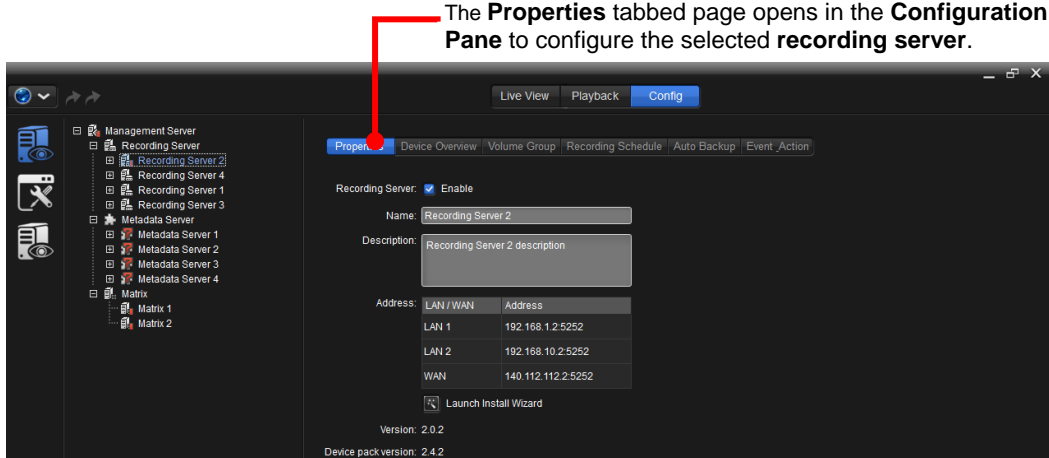 The Properties tabbed page opens in the Configuration
Pane to configure the selected recording server.
Live View Playback Config
Management Server
Recording Server
Recording Server 2
Recording Server 4
Recording Server 1
Recording Server 3
Metadata Server
Metadata Server 1
Metadata Server 2
Metadata Server 3
Metadata Server 4
Matrix
Matrix 1
Matrix 2
Properties Device Overview Volume Group Recording Schedule Auto Backup Event_Action
Recording Server: Enable
Name: Recording Server 2
Description: Recording Server 2 description
Address: LAN / WAN Address
LAN 1 192.168.1.2:5252
LAN 2 192.168.10.2:5252
WAN 140.112.112.2:5252
Launch Install Wizard
Version: 2.0.2
Device pack version: 2.4.2